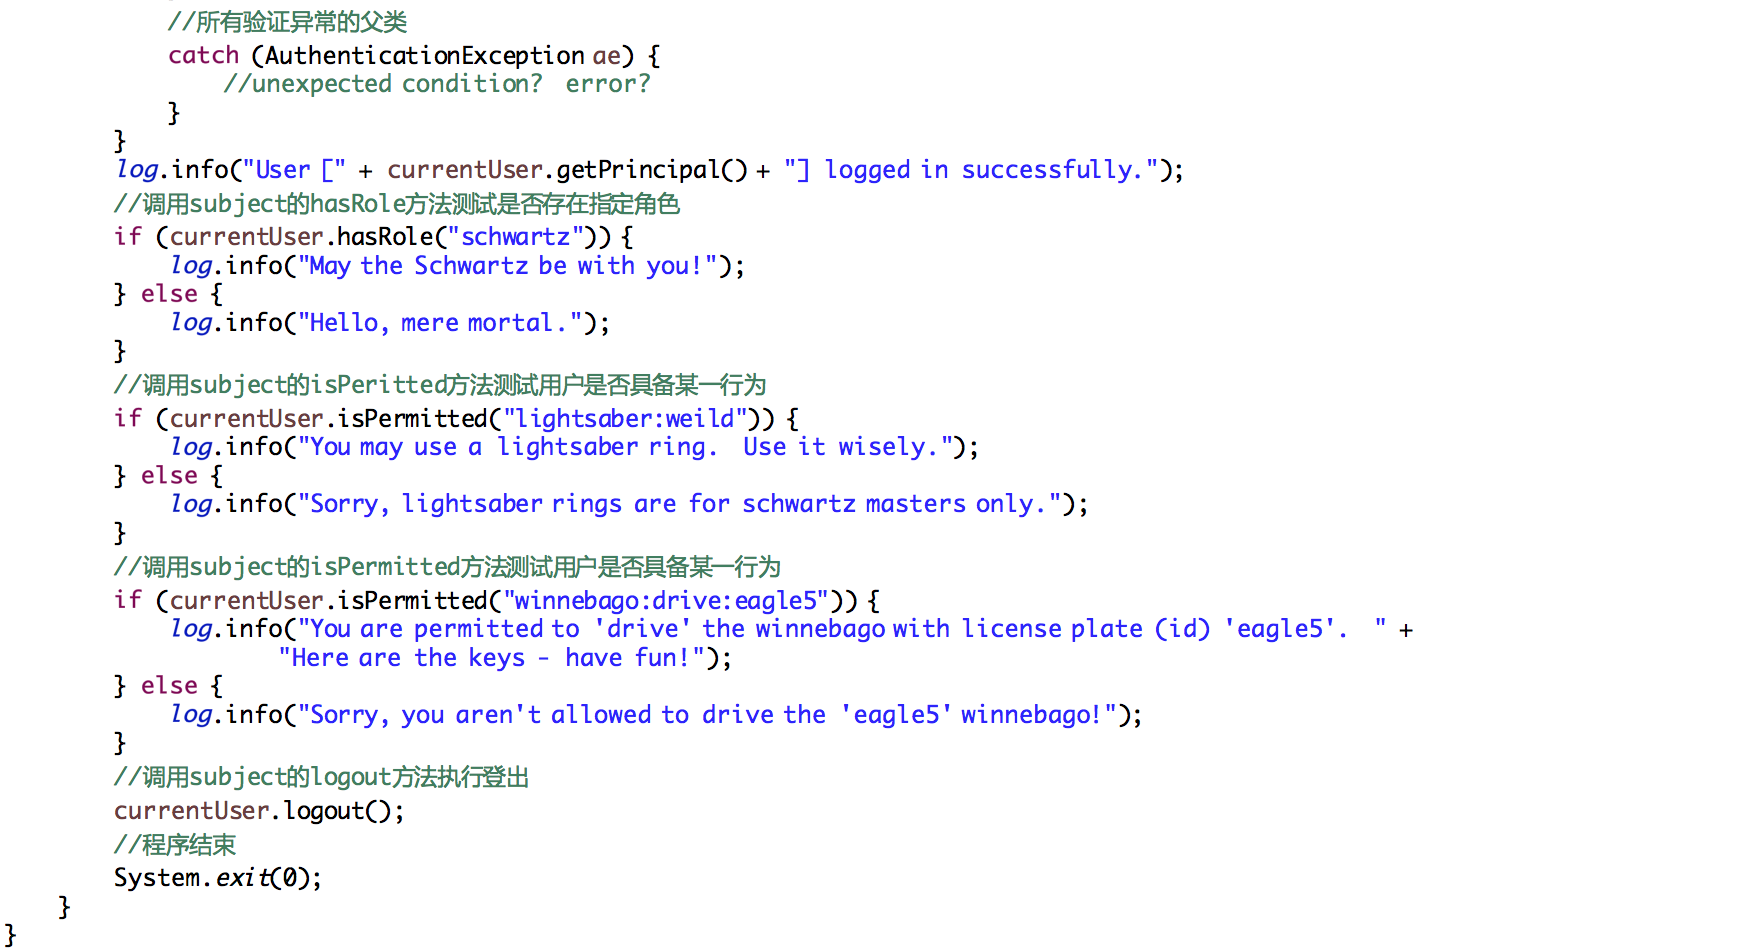 //所有验证异常的父类
catch (AuthenticationException ae) {
//unexpected condition?  error?
}
}
log.info("User [" + currentUser.getPrincipal() + "] logged in successfully.");
//调用subject的hasRole方法测试是否存在指定角色
if (currentUser.hasRole("schwartz")) {
log.info("May the Schwartz be with you!");
} else {
log.info("Hello, mere mortal.");
}
//调用subject的isPeritted方法测试用户是否具备某一行为
if (currentUser.isPermitted("lightsaber:weild")) {
log.info("You may use a lightsaber ring.  Use it wisely.");
} else {
log.info("Sorry, lightsaber rings are for schwartz masters only.");
}
//调用subject的isPermitted方法测试用户是否具备某一行为
if (currentUser.isPermitted("winnebago:drive:eagle5")) {
log.info("You are permitted to 'drive' the winnebago with license plate (id) 'eagle5'.  " +
"Here are the keys - have fun!");
} else {
log.info("Sorry, you aren't allowed to drive the 'eagle5' winnebago!");
}
//调用subject的logout方法执行登出
currentUser.logout();
//程序结束
System.exit(0);
}
}